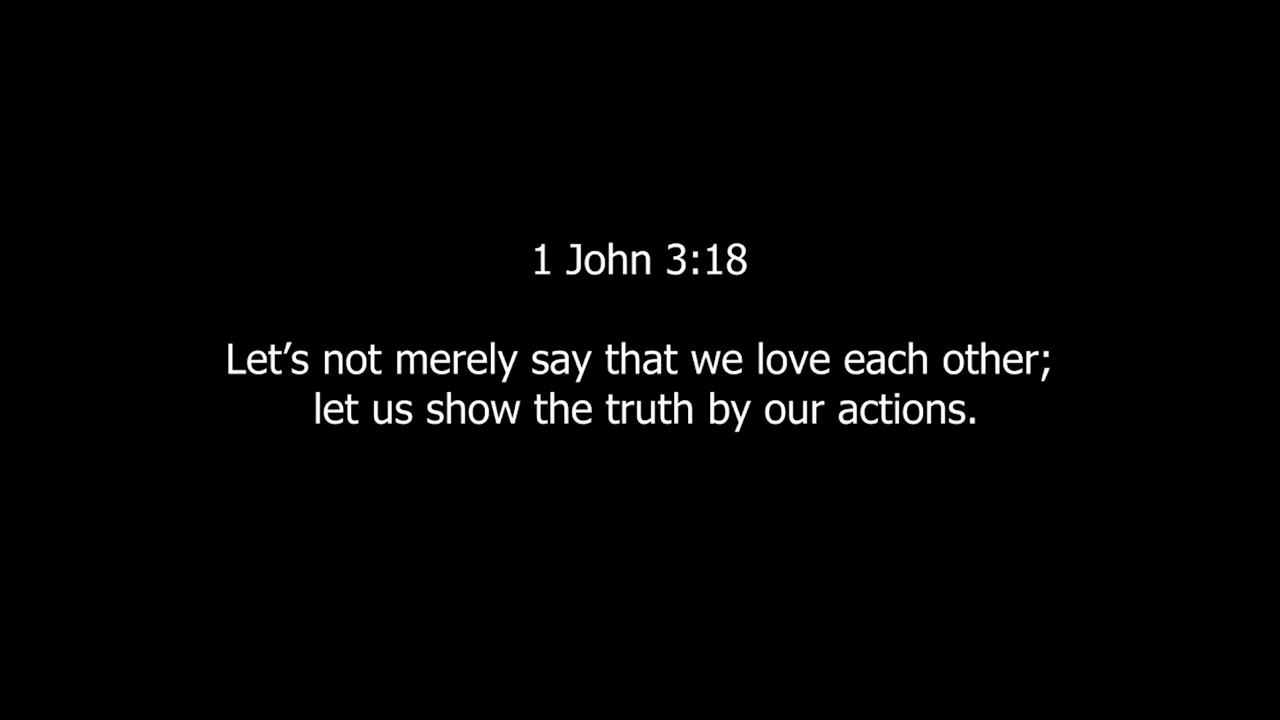 1 John 3:18
Let’s not merely say that we love each other;
let us show the truth by our actions.